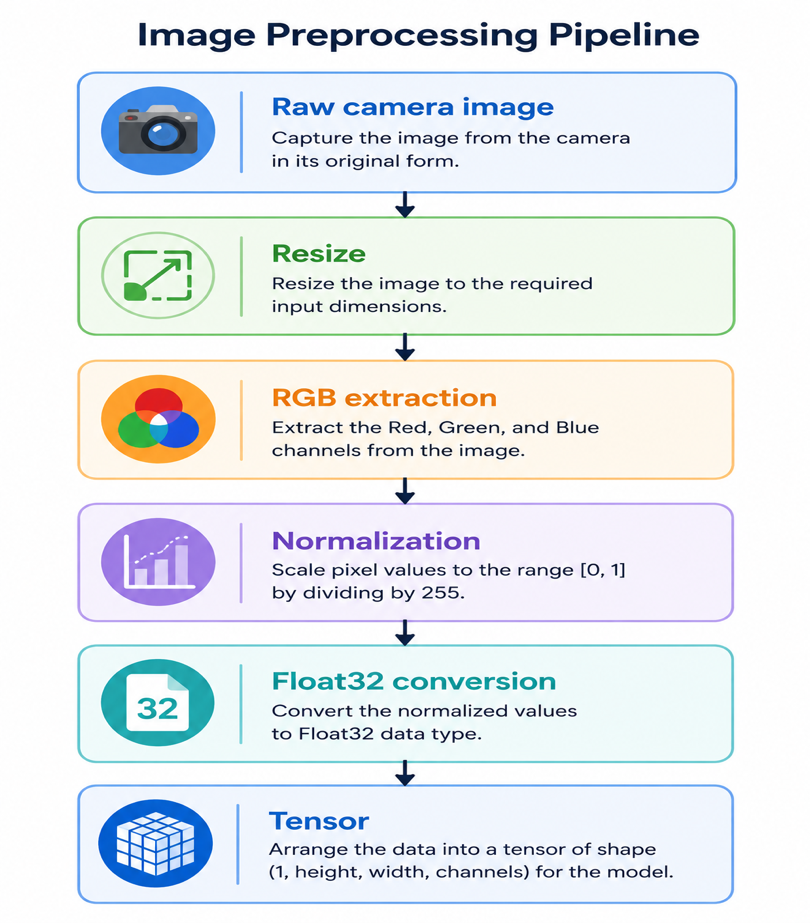 Image Preprocessing Pipeline
Raw camera image
Capture the image from the camera
in its original form.
Resize
Resize the image to the required
input dimensions.
RGB extraction
Extract the Red, Green, and Blue
channels from the image.
Normalization
Scale pixel values to the range [0, 1]
by dividing by 255.
32
Float32 conversion
Convert the normalized values
to Float32 data type.
Tensor
Arrange the data into a tensor of shape
(1, height, width, channels) for the model.